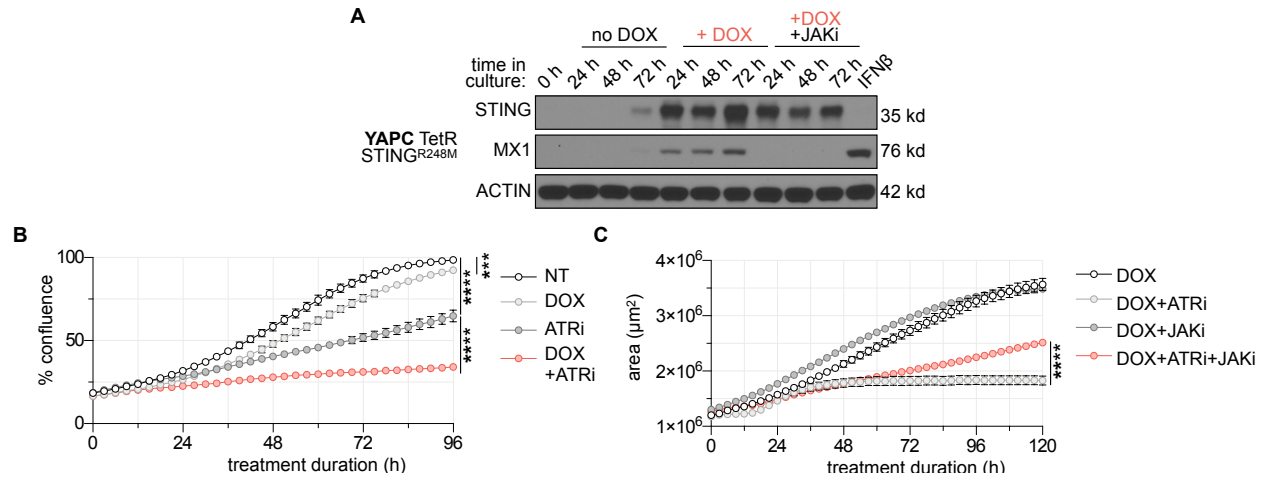 A
no DOX
+ DOX
+DOX
+JAKi
time in
culture:
0 h
24 h
48 h
72 h
24 h
48 h
72 h
24 h
48 h
72 h
IFNβ
STING
35 kd
YAPC TetR
STINGR248M
MX1
76 kd
ACTIN
42 kd
B
% confluence
100
50
0
0
24
48
72
96
treatment duration (h)
****
****
***
NT
DOX
ATRi
DOX
+ATRi
C
area (µm²)
4×10⁶
3×10⁶
2×10⁶
1×10⁶
0
24
48
72
96
120
treatment duration (h)
****
DOX
DOX+ATRi
DOX+JAKi
DOX+ATRi+JAKi